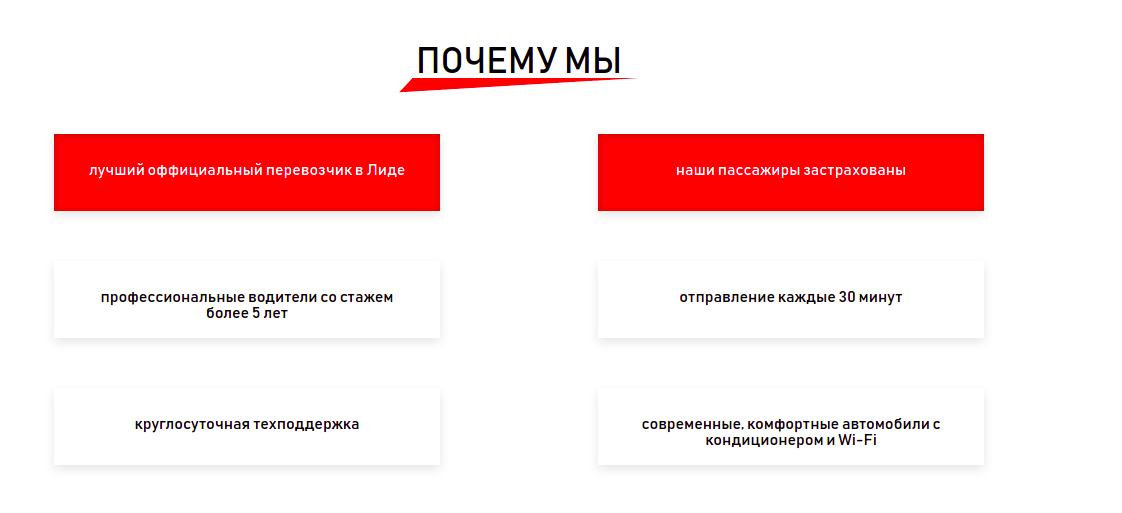 ПОЧЕМУ МЫ
лучший оффициальный перевозчик в Лиде
наши пассажиры застрахованы
профессиональные водители со стажем
более 5 лет
отправление каждые 30 минут
круглосуточная техподдержка
современные, комфортные автомобили с
кондиционером и Wi-Fi